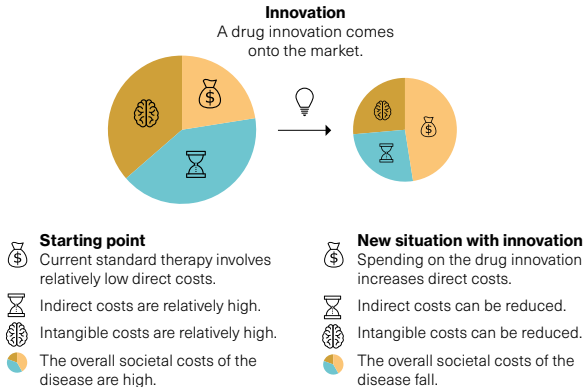 Innovation
A drug innovation comes
onto the market.
$
$
Starting point
$
Current standard therapy involves
relatively low direct costs.
Indirect costs are relatively high.
Intangible costs are relatively high.
The overall societal costs of the
disease are high.
New situation with innovation
$
Spending on the drug innovation
increases direct costs.
Indirect costs can be reduced.
Intangible costs can be reduced.
The overall societal costs of the
disease fall.